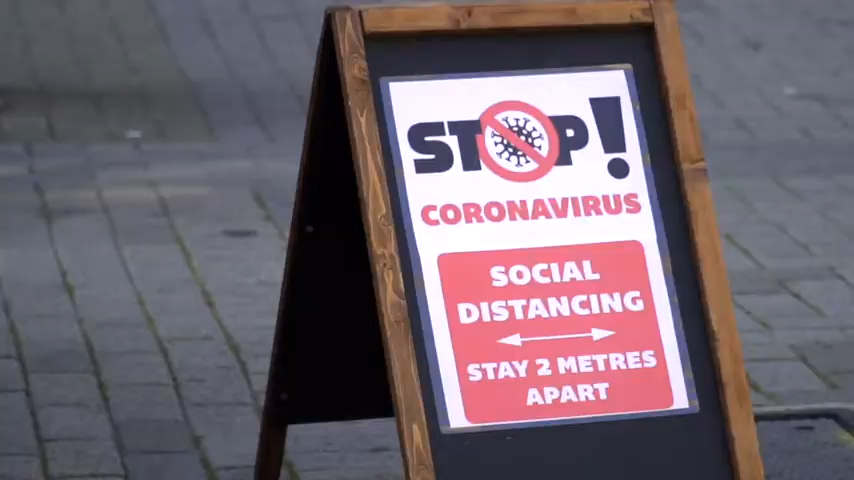 STOP!
CORONAVIRUS
SOCIAL
DISTANCING
STAY 2 METRES
APART